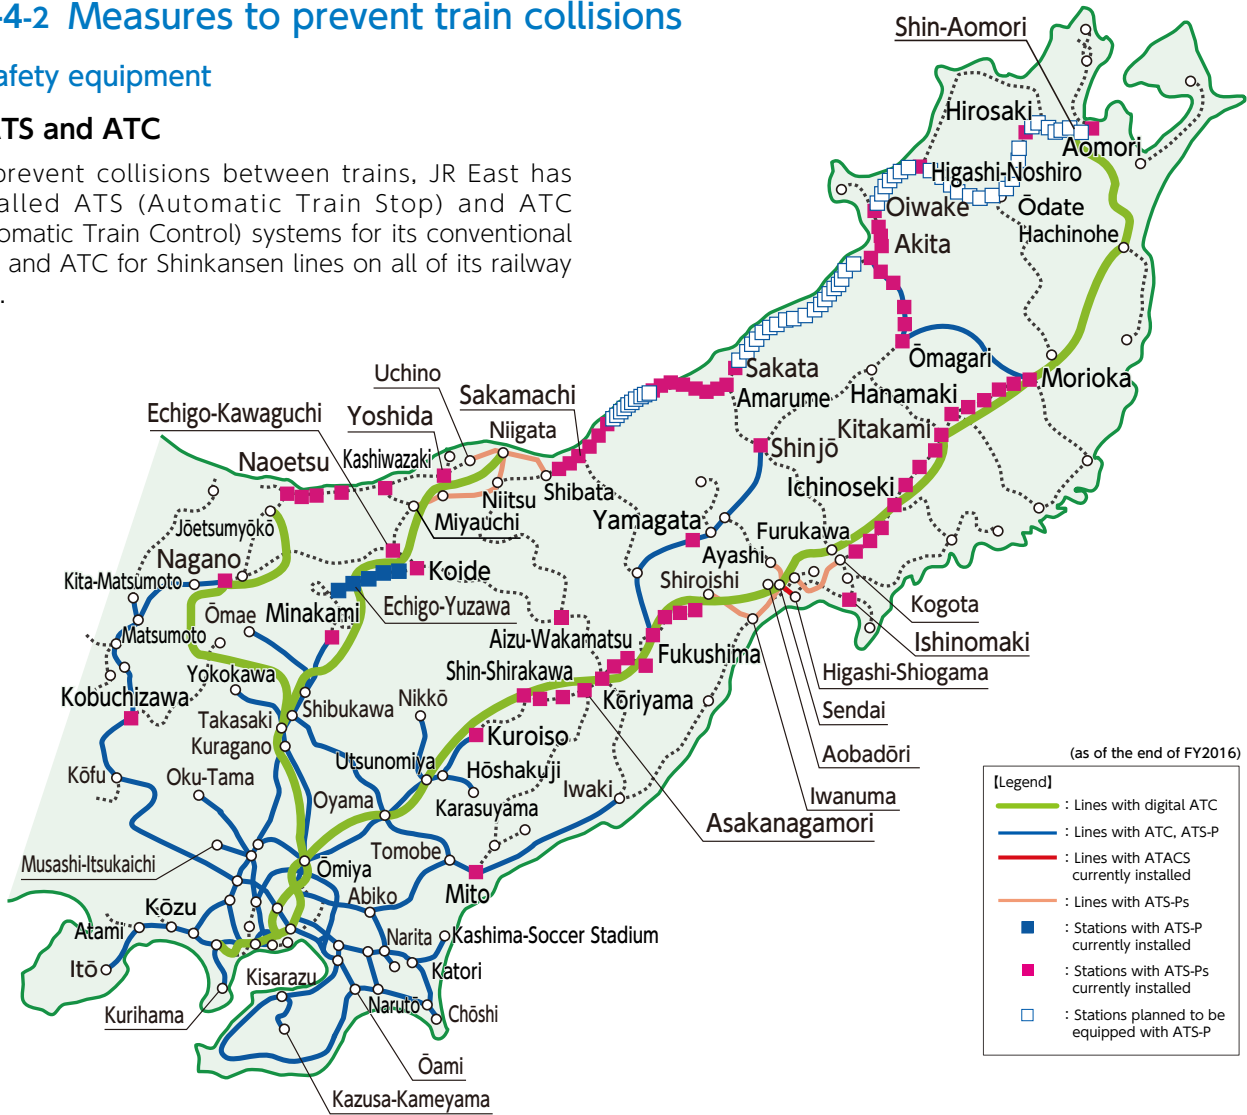 -4-2 Measures to prevent train collisions
afety equipment
ATS and ATC
prevent collisions between trains, JR East has
alled ATS (Automatic Train Stop) and ATC
omatic Train Control) systems for its conventional
and ATC for Shinkansen lines on all of its railway
.
Shin-Aomori
Hirosaki
Aomori
Higashi-Noshiro
Oiwake
Ōdate
Hachinohe
Akita
Ōmagari
Sakata
Amarume
Hanamaki
Morioka
Kitakami
Shinjō
Ichinoseki
Uchino
Sakamachi
Echigo-Kawaguchi
Yoshida
Niigata
Kashiwazaki
Naoetsu
Niitsu
Shibata
Miyauchi
Jōetsumyōkō
Yamagata
Furukawa
Ayashi
Nagano
Koide
Shiroishi
Kita-Matsumoto
Echigo-Yuzawa
Kogota
Ōmae
Minakami
Matsumoto
Aizu-Wakamatsu
Ishinomaki
Fukushima
Yokokawa
Shin-Shirakawa
Higashi-Shiogama
Kobuchizawa
Nikkō
Kōriyama
Shibukawa
Sendai
Takasaki
Kuragano
Kuroiso
Aobadōri
Utsunomiya
Hōshakuji
Kōfu
Oku-Tama
Iwaki
Iwanuma
Oyama
Karasuyama
Asakanagamori
Tomobe
Musashi-Itsukaichi
Ōmiya
Mito
Abiko
Kōzu
Atami
Narita
Kashima-Soccer Stadium
Itō
Kisarazu
Katori
Kurihama
Narutō
Chōshi
Ōami
Kazusa-Kameyama
(as of the end of FY2016)
【Legend】
: Lines with digital ATC
: Lines with ATC, ATS-P
: Lines with ATACS
currently installed
: Lines with ATS-Ps
: Stations with ATS-P
currently installed
: Stations with ATS-Ps
currently installed
: Stations planned to be
equipped with ATS-P